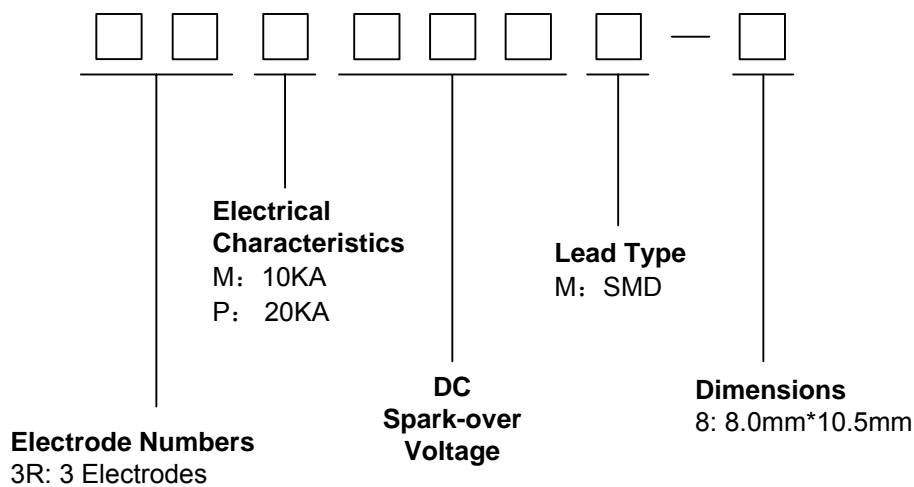 Electrical
Characteristics
M：10KA
P： 20KA
Lead Type
M：SMD
DC
Spark-over
Voltage
Dimensions
8: 8.0mm*10.5mm
Electrode Numbers
3R: 3 Electrodes